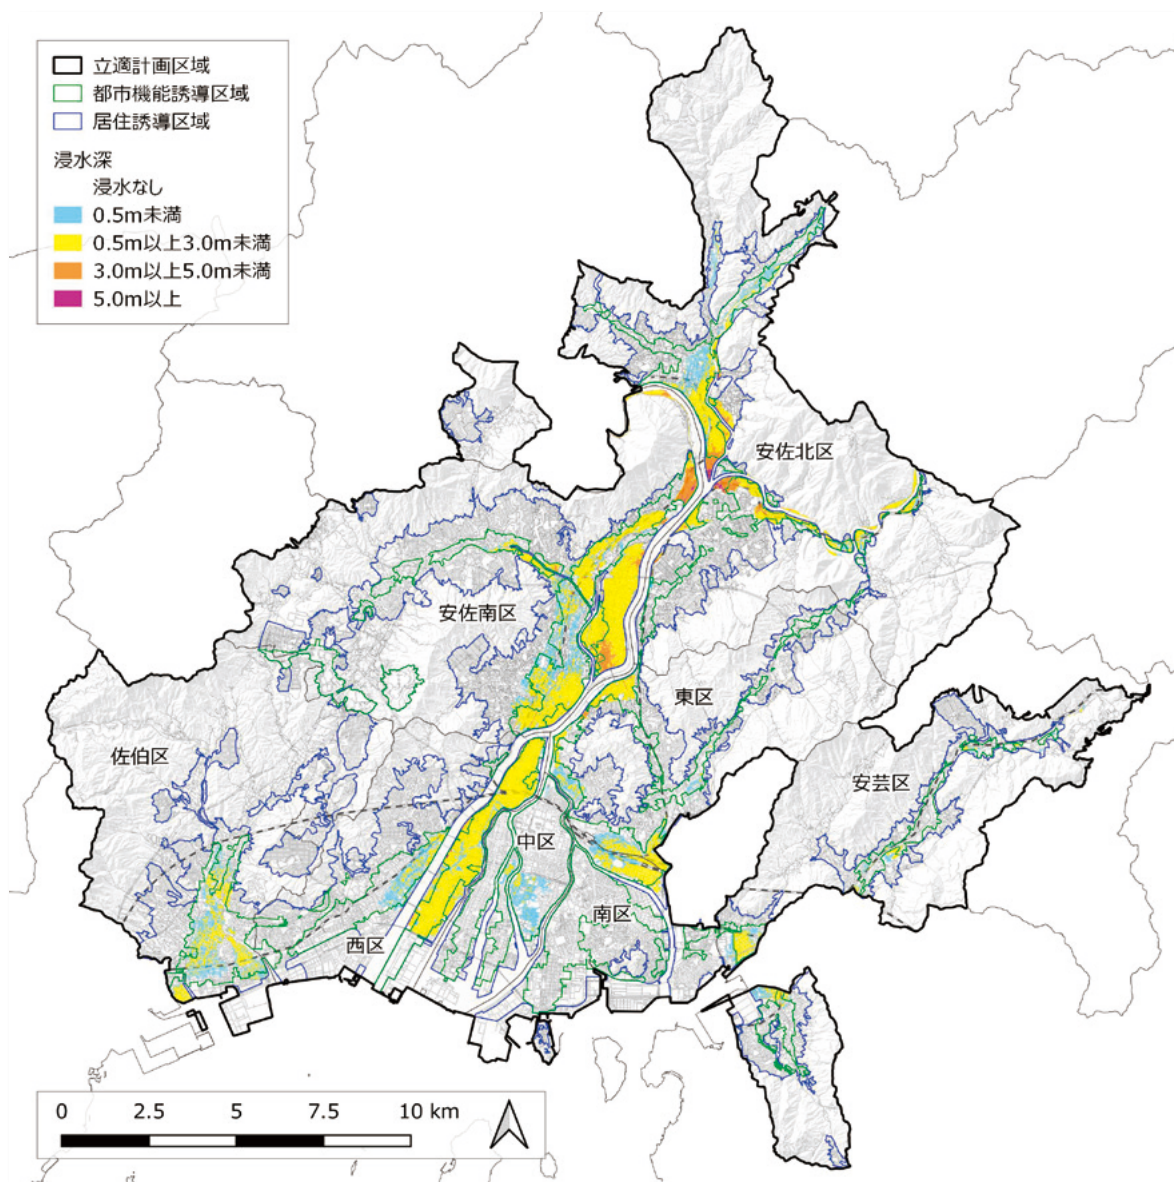 立適計画区域
都市機能誘導区域
居住誘導区域
浸水深
浸水なし
0.5m未満
0.5m以上3.0m未満
3.0m以上5.0m未満
5.0m以上
安佐北区
安佐南区
東区
佐伯区
安芸区
中区
南区
西区
0 2.5 5 7.5 10 km